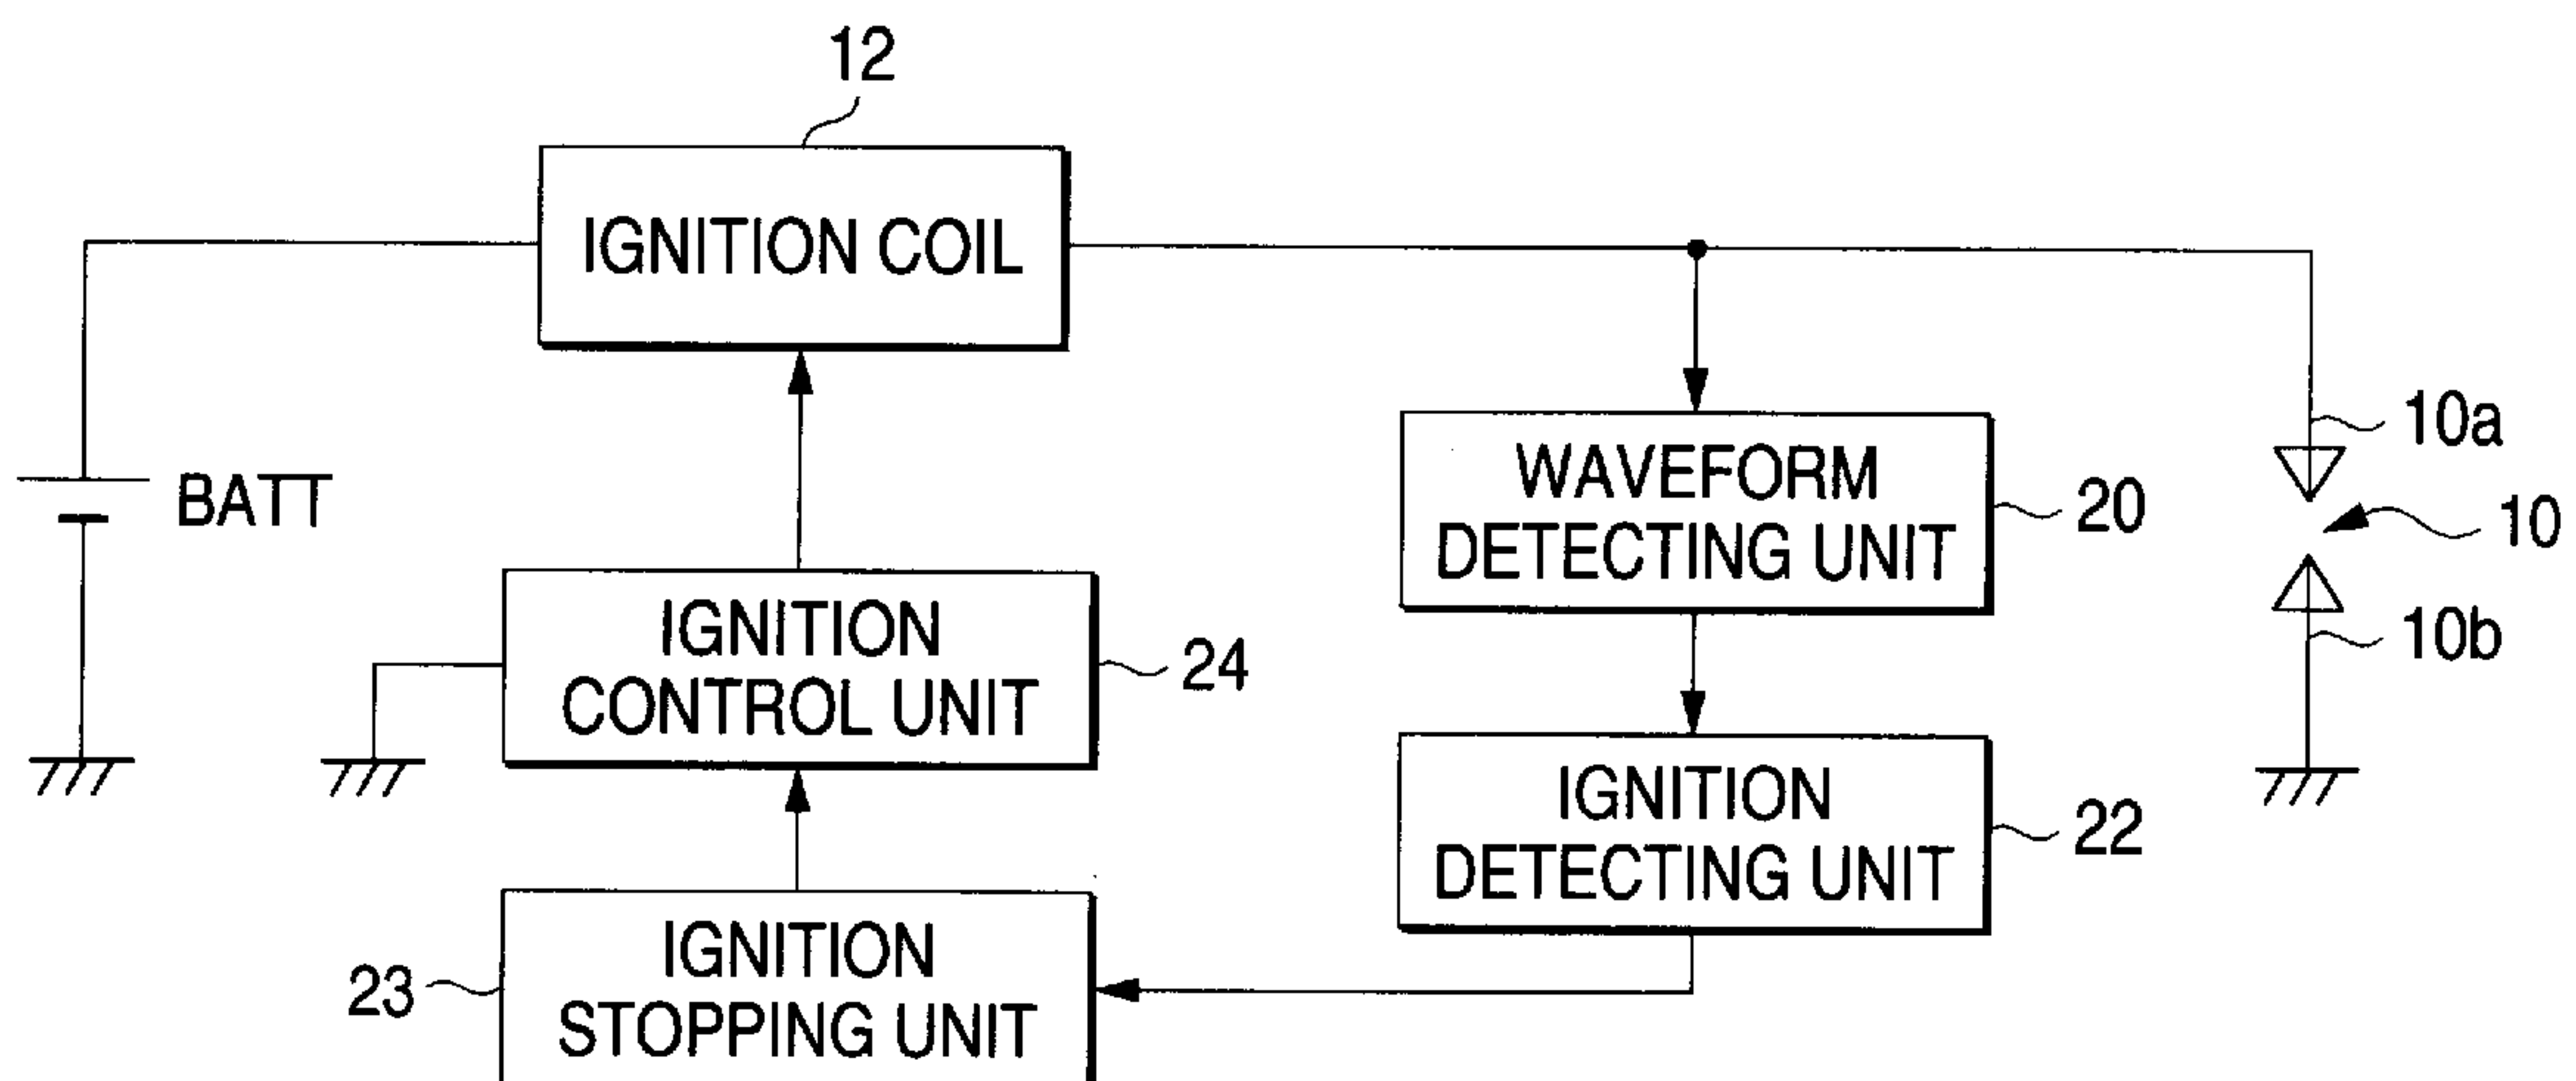 12
IGNITION COIL
BATT
WAVEFORM
DETECTING UNIT
20
10a
10
10b
IGNITION
CONTROL UNIT
24
IGNITION
DETECTING UNIT
22
23
IGNITION
STOPPING UNIT